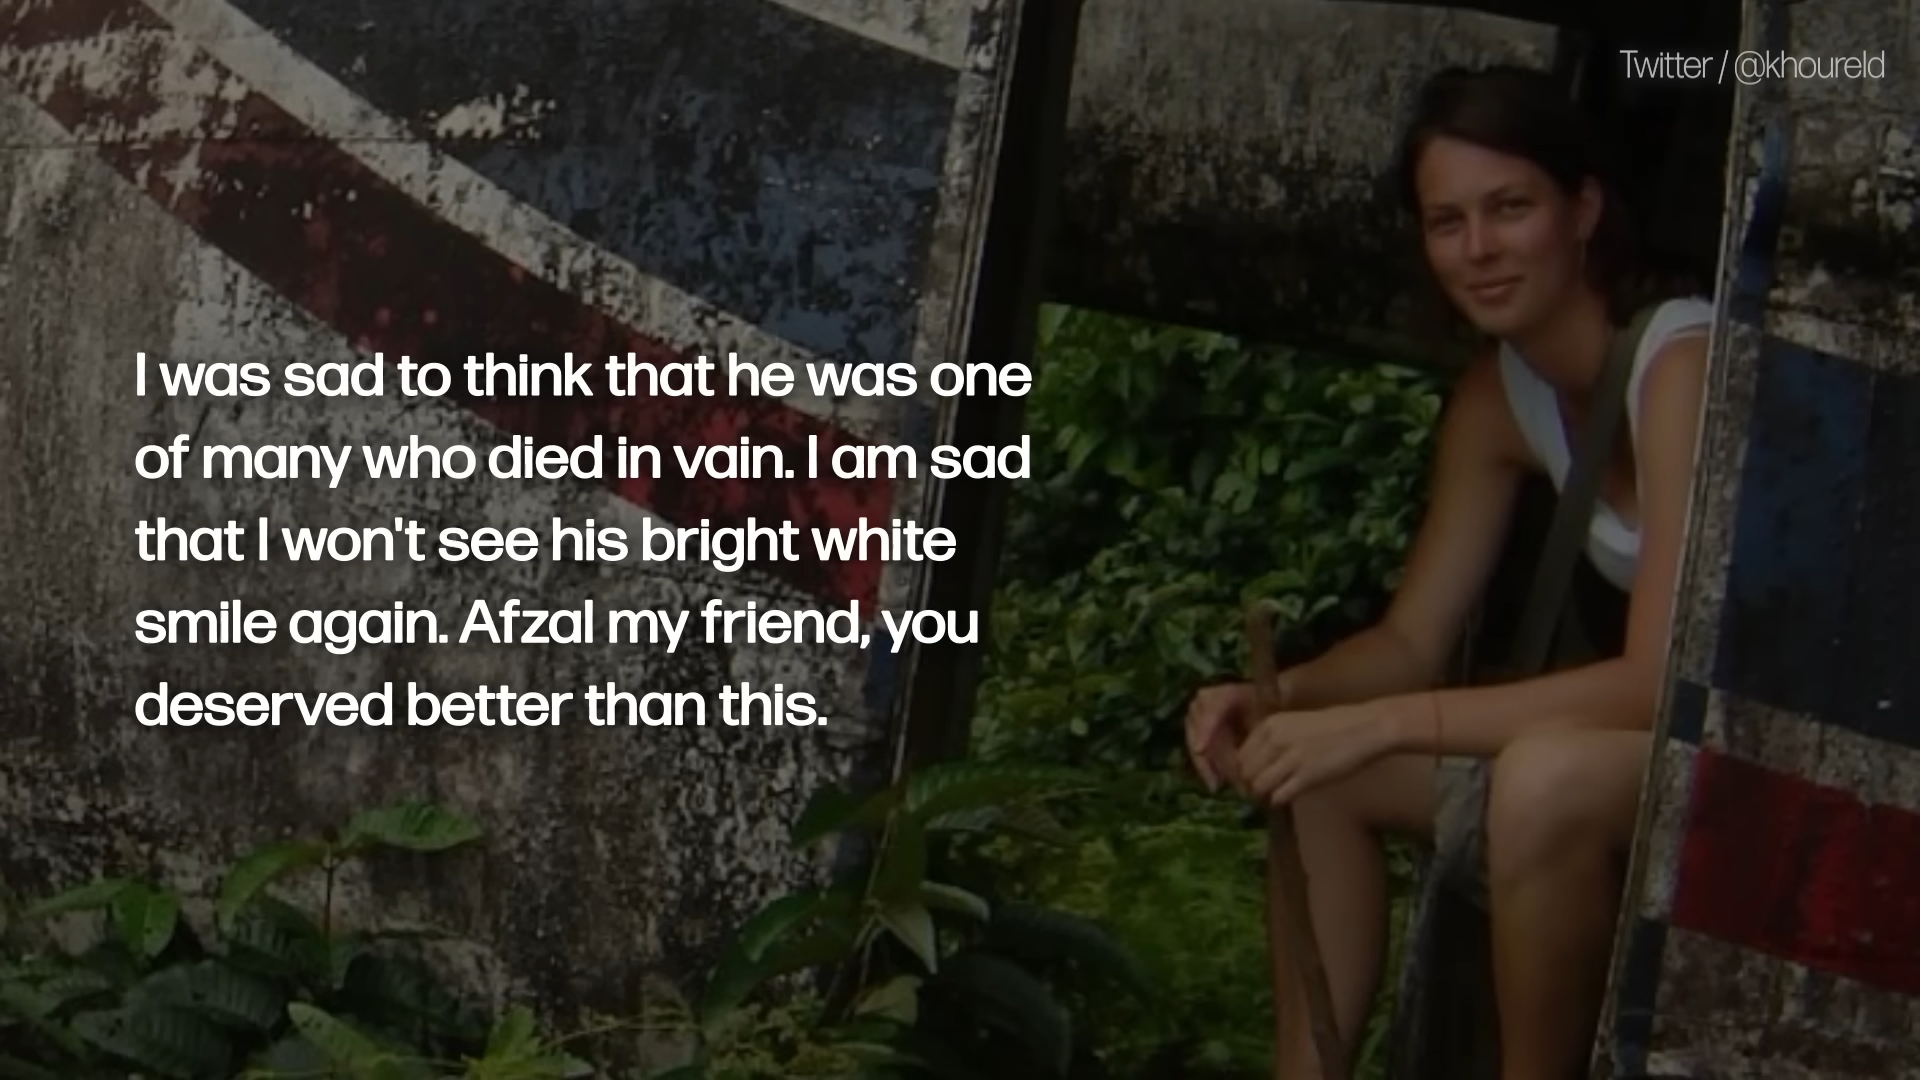 Twitter / @khoureld
I was sad to think that he was one
of many who died in vain. I am sad
that I won't see his bright white
smile again. Afzal my friend, you
deserved better than this.